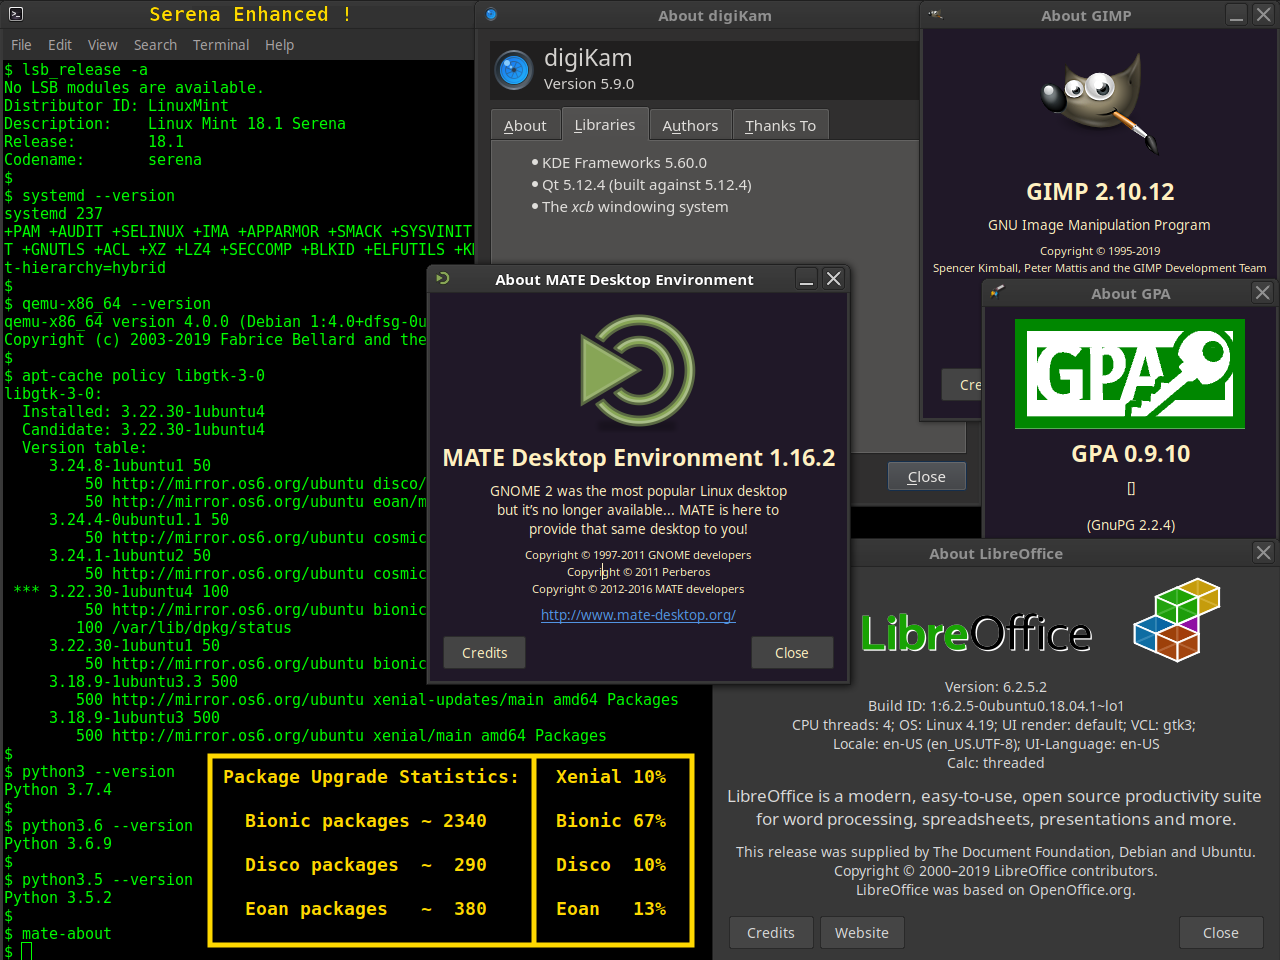 Serena Enhanced !
File Edit View Search Terminal Help
$ lsb_release -a
No LSB modules are available.
Distributor ID: LinuxMint
Description:    Linux Mint 18.1 Serena
Release:        18.1
Codename:       serena
$
$ systemd --version
systemd 237
+PAM +AUDIT +SELINUX +IMA +APPARMOR +SMACK +SYSVINIT
T +GNUTLS +ACL +XZ +LZ4 +SECCOMP +BLKID +ELFUTILS
t-hierarchy=hybrid
$
$ qemu-x86_64 --version
qemu-x86_64 version 4.0.0 (Debian 1:4.0+dfsg-0u
Copyright (c) 2003-2019 Fabrice Bellard and the
$
$ apt-cache policy libgtk-3-0
libgtk-3-0:
  Installed: 3.22.30-1ubuntu4
  Candidate: 3.22.30-1ubuntu4
  Version table:
     3.24.8-1ubuntu1 50
         50 http://mirror.os6.org/ubuntu disco/
         50 http://mirror.os6.org/ubuntu eoan/m
     3.24.4-0ubuntu1.1 50
         50 http://mirror.os6.org/ubuntu cosmic
     3.24.1-1ubuntu2 50
         50 http://mirror.os6.org/ubuntu cosmic
 *** 3.22.30-1ubuntu4 100
         50 http://mirror.os6.org/ubuntu bionic
        100 /var/lib/dpkg/status
     3.22.30-1ubuntu1 50
         50 http://mirror.os6.org/ubuntu bionic
     3.18.9-1ubuntu3.3 500
        500 http://mirror.os6.org/ubuntu xenial-updates/main amd64 Packages
     3.18.9-1ubuntu3 500
        500 http://mirror.os6.org/ubuntu xenial/main amd64 Packages
$
$ python3 --version
Python 3.7.4
$
$ python3.6 --version
Python 3.6.9
$
$ python3.5 --version
Python 3.5.2
$
$ mate-about
$
Package Upgrade Statistics: Xenial 10%
Bionic packages ~ 2340 Bionic 67%
Disco packages ~ 290 Disco 10%
Eoan packages ~ 380 Eoan 13%
About digiKam
digiKam
Version 5.9.0
About Libraries Authors Thanks To
KDE Frameworks 5.60.0
Qt 5.12.4 (built against 5.12.4)
The xcb windowing system
Close
About GIMP
GIMP 2.10.12
GNU Image Manipulation Program
Copyright © 1995-2019
Spencer Kimball, Peter Mattis and the GIMP Development Team
Cre
About GPA
GPA
GPA 0.9.10
[]
(GnuPG 2.2.4)
About MATE Desktop Environment
MATE Desktop Environment 1.16.2
GNOME 2 was the most popular Linux desktop
but it’s no longer available... MATE is here to
provide that same desktop to you!
Copyright © 1997-2011 GNOME developers
Copyright © 2011 Perberos
Copyright © 2012-2016 MATE developers
http://www.mate-desktop.org/
Credits Close
About LibreOffice
LibreOffice
Version: 6.2.5.2
Build ID: 1:6.2.5-0ubuntu0.18.04.1~lo1
CPU threads: 4; OS: Linux 4.19; UI render: default; VCL: gtk3;
Locale: en-US (en_US.UTF-8); UI-Language: en-US
Calc: threaded
LibreOffice is a modern, easy-to-use, open source productivity suite
for word processing, spreadsheets, presentations and more.
This release was supplied by The Document Foundation, Debian and Ubuntu.
Copyright © 2000–2019 LibreOffice contributors.
LibreOffice was based on OpenOffice.org.
Credits Website Close